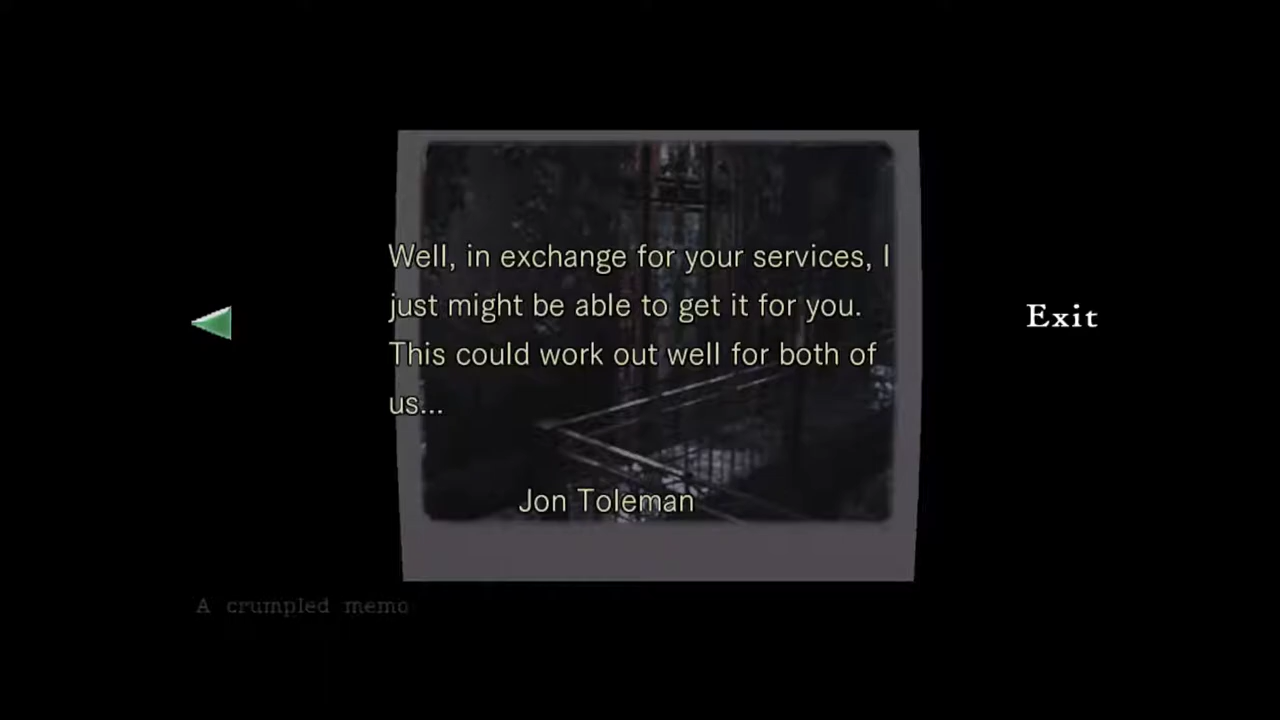 Well, in exchange for your services, I
just might be able to get it for you.
This could work out well for both of
us...
Exit
Jon Toleman
A crumpled memo